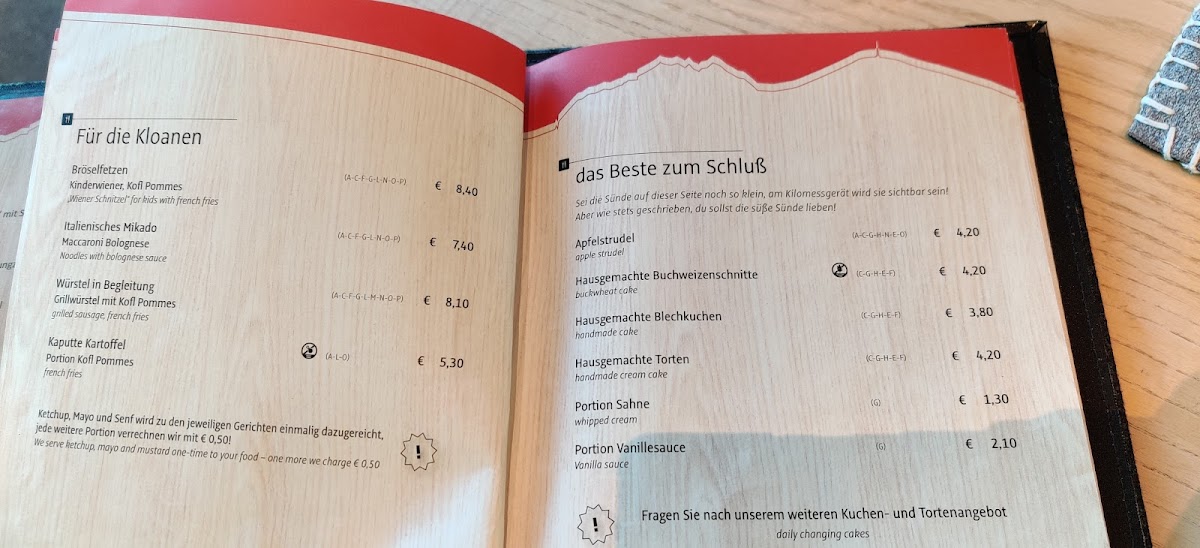 Für die Kloanen
Bröselfetzen
Kinderwiener, Kofl Pommes (A-C-F-G-L-N-O-P) € 8,40
„Wiener Schnitzel" for kids with french fries
Italienisches Mikado
Maccaroni Bolognese (A-C-F-G-L-N-O-P) € 7,40
Noodles with bolognese sauce
Würstel in Begleitung
Grillwürstel mit Kofl Pommes (A-C-F-G-L-M-N-O-P) € 8,10
grilled sausage, french fries
Kaputte Kartoffel
Portion Kofl Pommes (A-L-O) € 5,30
french fries
Ketchup, Mayo und Senf wird zu den jeweiligen Gerichten einmalig dazugereicht,
jede weitere Portion verrechnen wir mit € 0,50!
We serve ketchup, mayo and mustard one-time to your food – one more we charge € 0,50
!
das Beste zum Schluß
Sei die Sünde auf dieser Seite noch so klein, am Kilomessgerät wird sie sichtbar sein!
Aber wie stets geschrieben, du sollst die süße Sünde lieben!
Apfelstrudel (A-C-G-H-N-E-O) € 4,20
apple strudel
Hausgemachte Buchweizenschnitte (C-G-H-E-F) € 4,20
buckwheat cake
Hausgemachte Blechkuchen (C-G-H-E-F) € 3,80
handmade cake
Hausgemachte Torten (C-G-H-E-F) € 4,20
handmade cream cake
Portion Sahne (G) € 1,30
whipped cream
Portion Vanillesauce (G) € 2,10
Vanilla sauce
!
Fragen Sie nach unserem weiteren Kuchen- und Tortenangebot
daily changing cakes